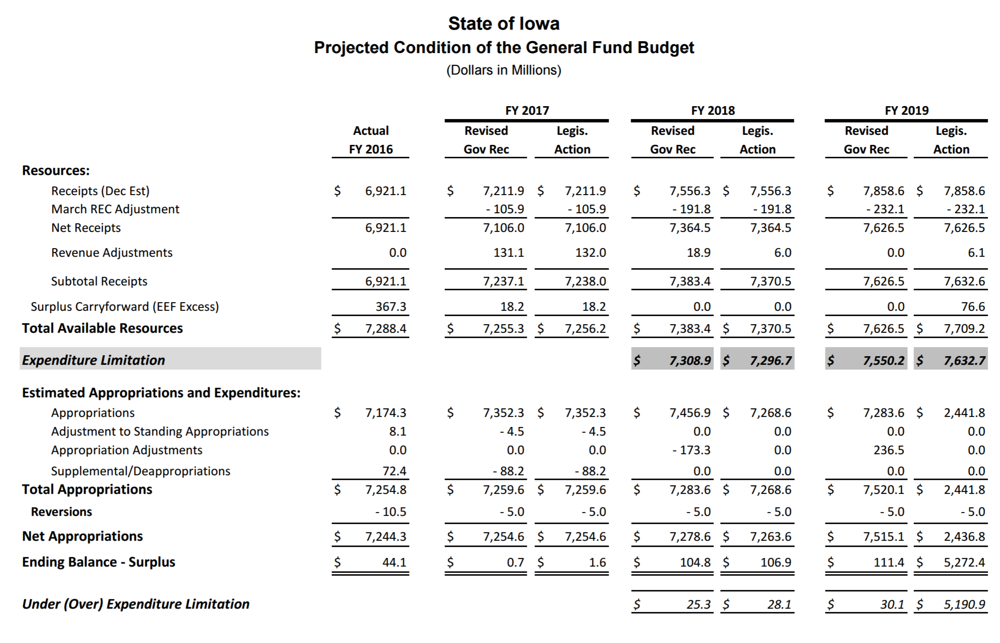 State of Iowa
Projected Condition of the General Fund Budget
(Dollars in Millions)
FY 2017 FY 2018 FY 2019
Actual Revised Legis. Revised Legis. Revised Legis.
FY 2016 Gov Rec Action Gov Rec Action Gov Rec Action
Resources:
Receipts (Dec Est) $ 6,921.1 $ 7,211.9 $ 7,211.9 $ 7,556.3 $ 7,556.3 $ 7,858.6 $ 7,858.6
March REC Adjustment - 105.9 - 105.9 - 191.8 - 191.8 - 232.1 - 232.1
Net Receipts 6,921.1 7,106.0 7,106.0 7,364.5 7,364.5 7,626.5 7,626.5
Revenue Adjustments 0.0 131.1 132.0 18.9 6.0 0.0 6.1
Subtotal Receipts 6,921.1 7,237.1 7,238.0 7,383.4 7,370.5 7,626.5 7,632.6
Surplus Carryforward (EEF Excess) 367.3 18.2 18.2 0.0 0.0 0.0 76.6
Total Available Resources $ 7,288.4 $ 7,255.3 $ 7,256.2 $ 7,383.4 $ 7,370.5 $ 7,626.5 $ 7,709.2
Expenditure Limitation $ 7,308.9 $ 7,296.7 $ 7,550.2 $ 7,632.7
Estimated Appropriations and Expenditures:
Appropriations $ 7,174.3 $ 7,352.3 $ 7,352.3 $ 7,456.9 $ 7,268.6 $ 7,283.6 $ 2,441.8
Adjustment to Standing Appropriations 8.1 - 4.5 - 4.5 0.0 0.0 0.0 0.0
Appropriation Adjustments 0.0 0.0 0.0 - 173.3 0.0 236.5 0.0
Supplemental/Deappropriations 72.4 - 88.2 - 88.2 0.0 0.0 0.0 0.0
Total Appropriations $ 7,254.8 $ 7,259.6 $ 7,259.6 $ 7,283.6 $ 7,268.6 $ 7,520.1 $ 2,441.8
Reversions - 10.5 - 5.0 - 5.0 - 5.0 - 5.0 - 5.0 - 5.0
Net Appropriations $ 7,244.3 $ 7,254.6 $ 7,254.6 $ 7,278.6 $ 7,263.6 $ 7,515.1 $ 2,436.8
Ending Balance - Surplus $ 44.1 $ 0.7 $ 1.6 $ 104.8 $ 106.9 $ 111.4 $ 5,272.4
Under (Over) Expenditure Limitation $ 25.3 $ 28.1 $ 30.1 $ 5,190.9